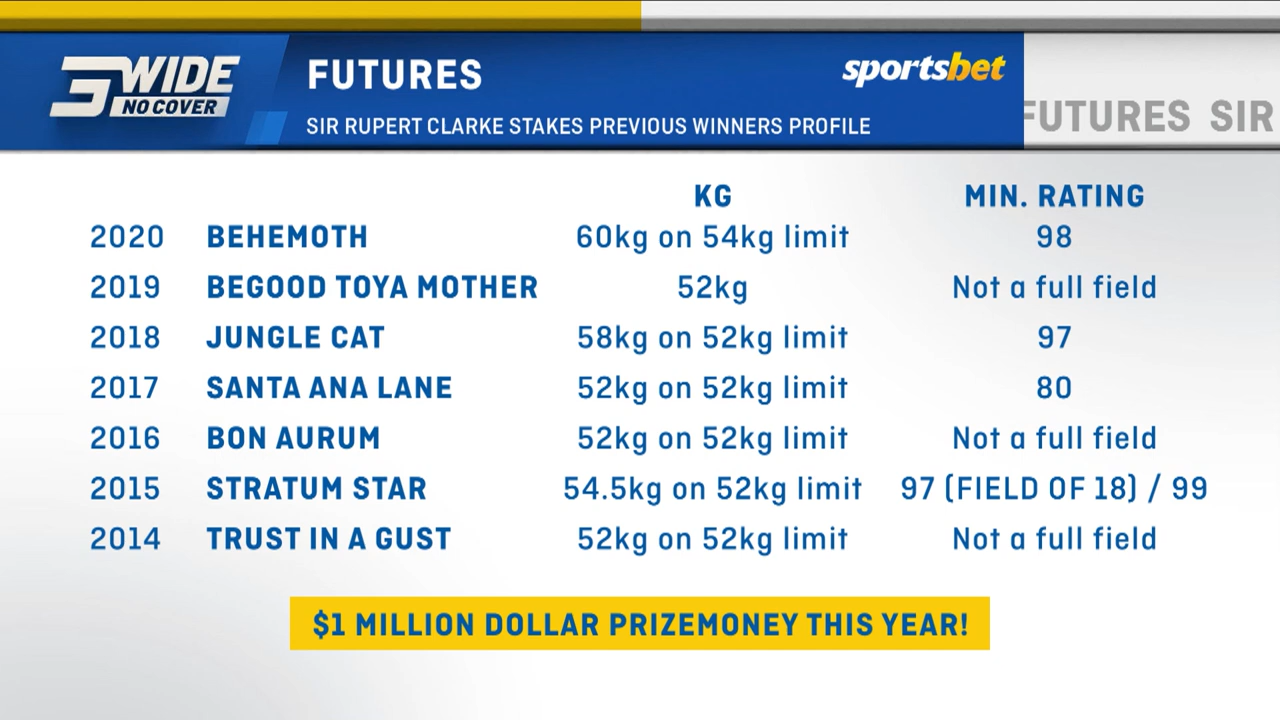 3 WIDE
NO COVER
FUTURES
sportsbet
SIR RUPERT CLARKE STAKES PREVIOUS WINNERS PROFILE
FUTURES SIR
KG MIN. RATING
2020 BEHEMOTH 60kg on 54kg limit 98
2019 BEGOOD TOYA MOTHER 52kg Not a full field
2018 JUNGLE CAT 58kg on 52kg limit 97
2017 SANTA ANA LANE 52kg on 52kg limit 80
2016 BON AURUM 52kg on 52kg limit Not a full field
2015 STRATUM STAR 54.5kg on 52kg limit 97 (FIELD OF 18) / 99
2014 TRUST IN A GUST 52kg on 52kg limit Not a full field
$1 MILLION DOLLAR PRIZEMONEY THIS YEAR!